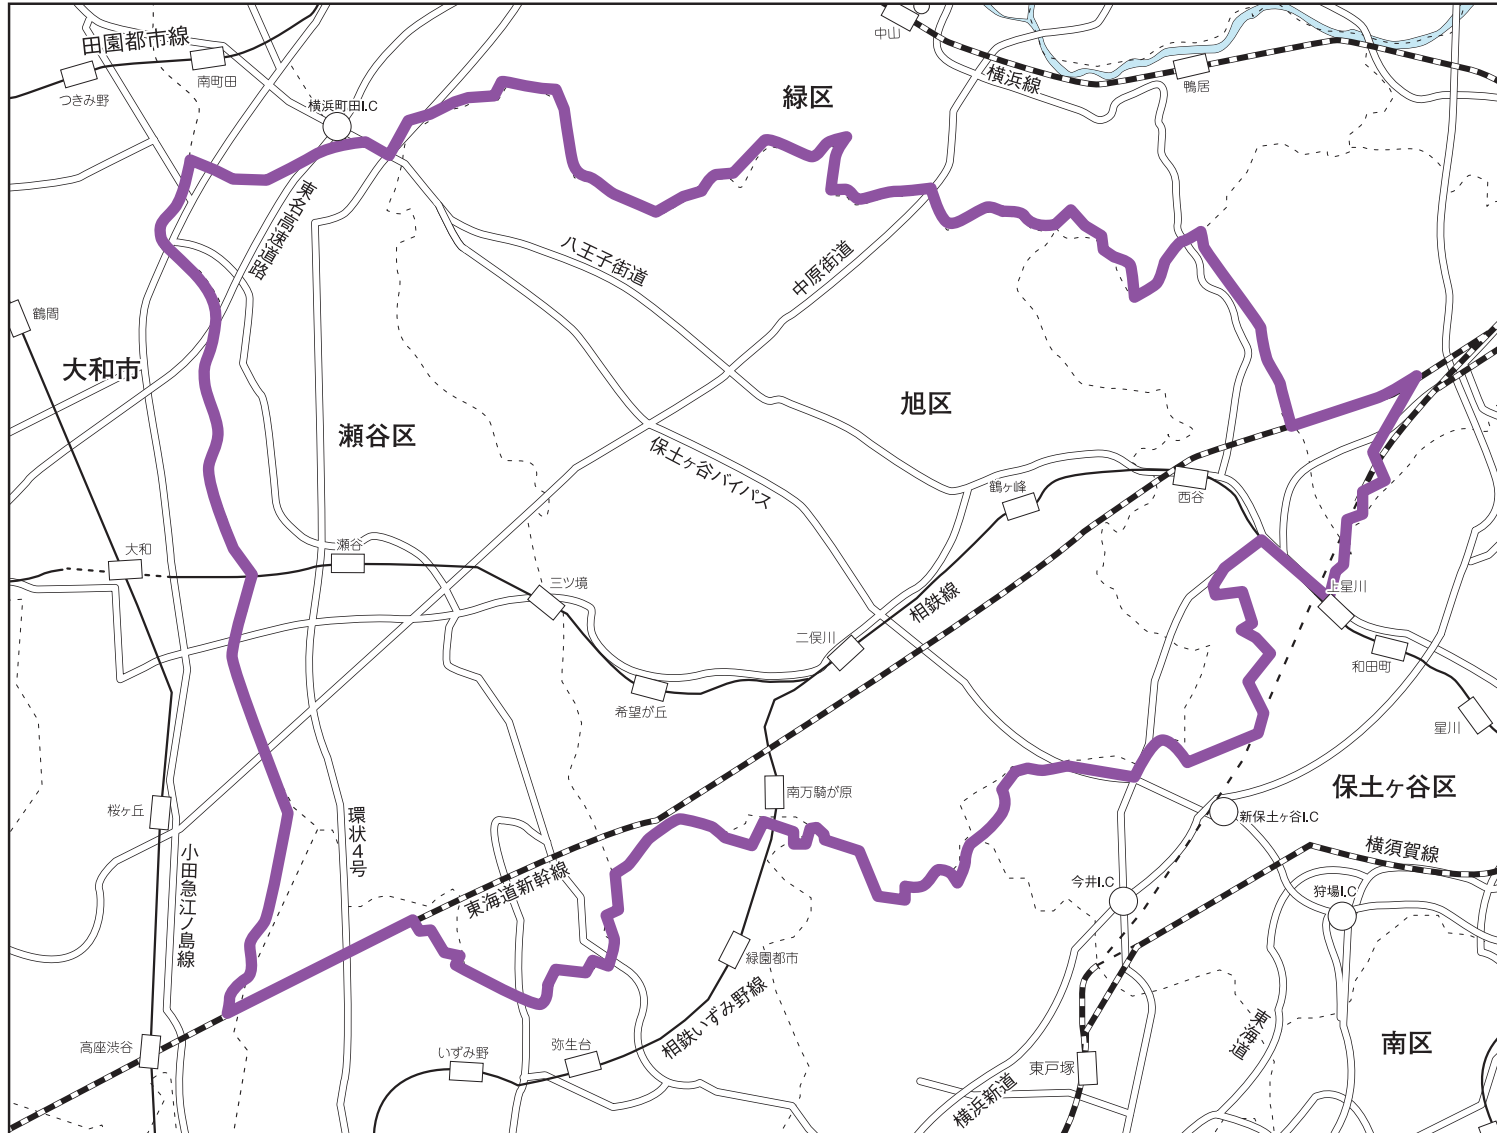 田園都市線
中山
つきみ野
南町田
横浜線
鴨居
横浜町田I.C
緑区
東名高速道路
八王子街道
中原街道
鶴間
大和市
瀬谷区
旭区
保土ヶ谷バイパス
鶴ヶ峰
西谷
大和
瀬谷
三ツ境
相鉄線
上星川
二俣川
和田町
希望が丘
星川
桜ヶ丘
環状4号
南万騎が原
保土ヶ谷区
新保土ヶ谷I.C
小田急江ノ島線
東海道新幹線
横須賀線
今井I.C
狩場I.C
緑園都市
相鉄いずみ野線
高座渋谷
いずみ野
弥生台
東海道
南区
東戸塚
横浜新道